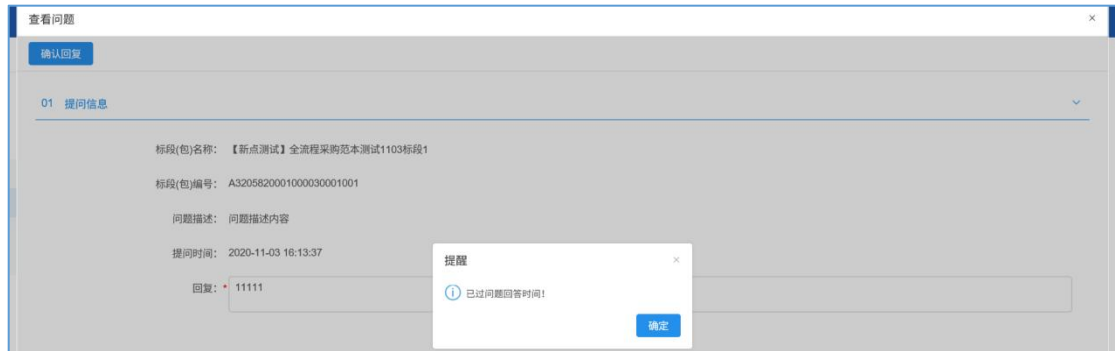 查看问题
确认回复
01 提问信息
标段(包)名称： 【新点测试】全流程采购范本测试1103标段1
标段(包)编号： A3205820001000030001001
问题描述： 问题描述内容
提问时间： 2020-11-03 16:13:37
回复：* 11111
提醒
已过问题回答时间！
确定